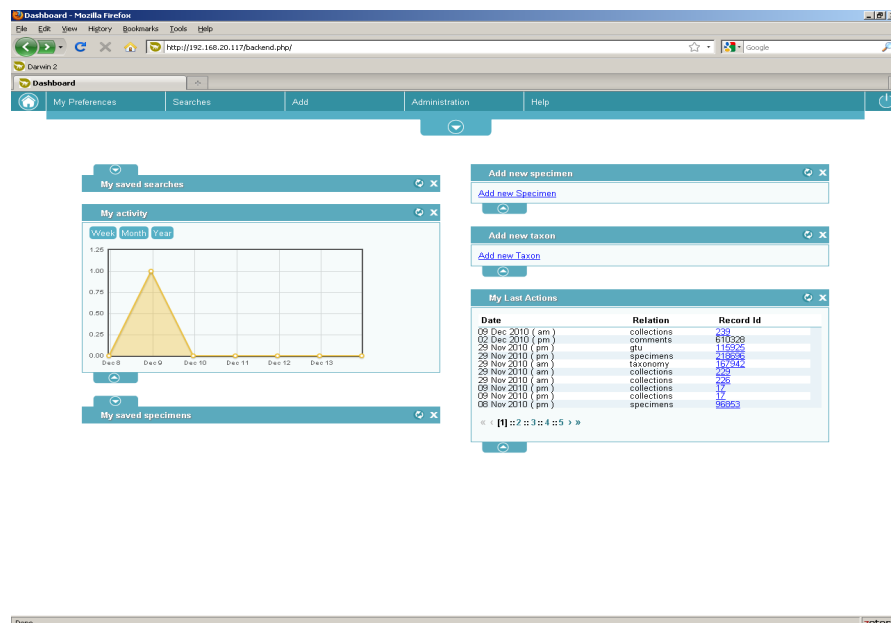 Dashboard - Mozilla Firefox
File Edit View History Bookmarks Tools Help
http://192.168.20.117/backend.php/
Google
Darwin 2
Dashboard
My Preferences Searches Add Administration Help
My saved searches
My activity
Week Month Year
1.25
1.00
0.75
0.50
0.25
0.00
Dec 8 Dec 9 Dec 10 Dec 11 Dec 12 Dec 13
My saved specimens
Add new specimen
Add new Specimen
Add new taxon
Add new Taxon
My Last Actions
Date Relation Record Id
09 Dec 2010 ( am ) collections 239
02 Dec 2010 ( pm ) comments 610328
29 Nov 2010 ( pm ) gtu 115925
29 Nov 2010 ( pm ) specimens 218696
29 Nov 2010 ( am ) taxonomy 167942
29 Nov 2010 ( am ) collections 229
29 Nov 2010 ( am ) collections 226
09 Nov 2010 ( pm ) collections 17
09 Nov 2010 ( pm ) collections 17
08 Nov 2010 ( pm ) specimens 96853
« ‹ [1] :: 2 :: 3 :: 4 :: 5 › »